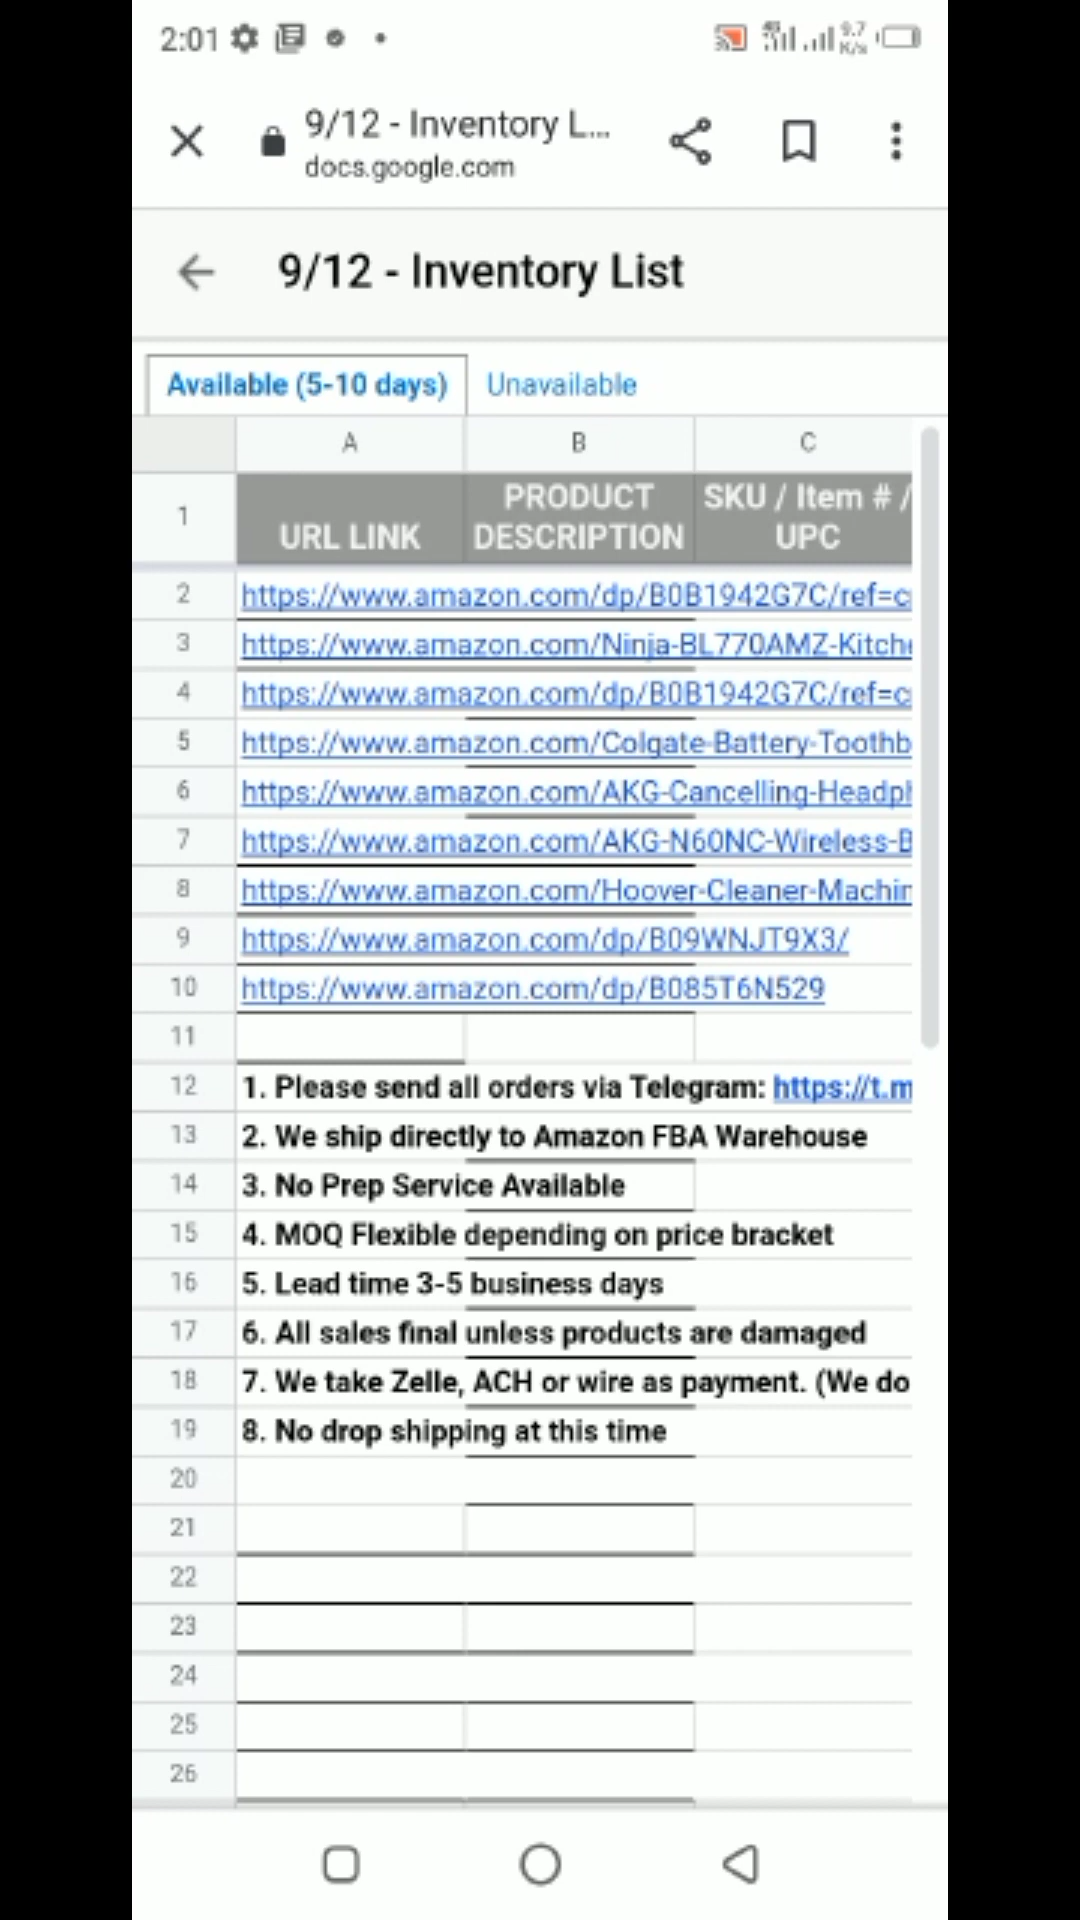 2:01
9.7 K/s
9/12 - Inventory L...
docs.google.com
9/12 - Inventory List
Available (5-10 days) Unavailable
A B C
1 URL LINK PRODUCT DESCRIPTION SKU / Item # / UPC
2 https://www.amazon.com/dp/B0B1942G7C/ref=c
3 https://www.amazon.com/Ninja-BL770AMZ-Kitche
4 https://www.amazon.com/dp/B0B1942G7C/ref=c
5 https://www.amazon.com/Colgate-Battery-Toothb
6 https://www.amazon.com/AKG-Cancelling-Headph
7 https://www.amazon.com/AKG-N60NC-Wireless-B
8 https://www.amazon.com/Hoover-Cleaner-Machin
9 https://www.amazon.com/dp/B09WNJT9X3/
10 https://www.amazon.com/dp/B085T6N529
11
12 1. Please send all orders via Telegram: https://t.m
13 2. We ship directly to Amazon FBA Warehouse
14 3. No Prep Service Available
15 4. MOQ Flexible depending on price bracket
16 5. Lead time 3-5 business days
17 6. All sales final unless products are damaged
18 7. We take Zelle, ACH or wire as payment. (We do
19 8. No drop shipping at this time
20
21
22
23
24
25
26